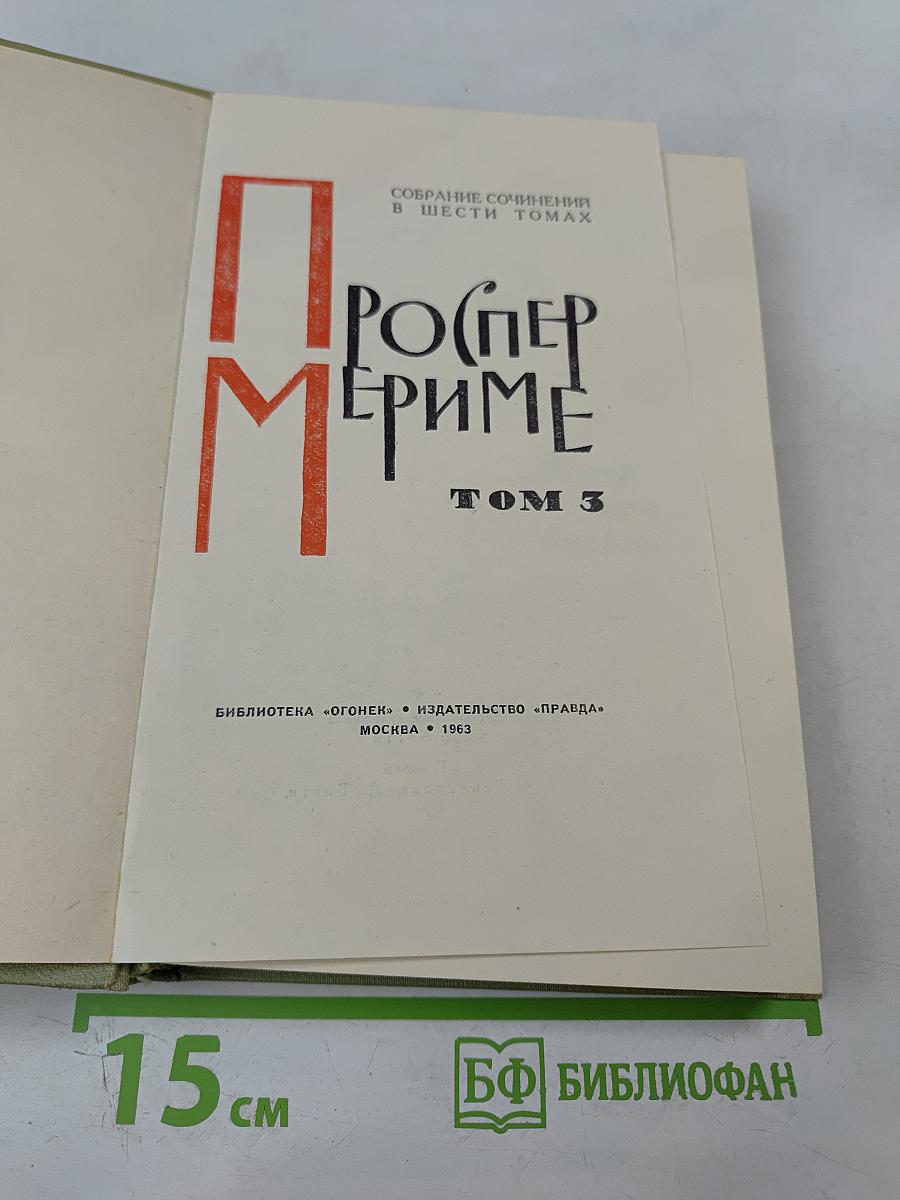 СОБРАНИЕ СОЧИНЕНИЙ
В ШЕСТИ ТОМАХ
ПРОСПЕР
МЕРИМЕ
ТОМ 3
БИБЛИОТЕКА «ОГОНЕК» • ИЗДАТЕЛЬСТВО «ПРАВДА»
МОСКВА • 1963
15 см
БФ БИБЛИОФАН